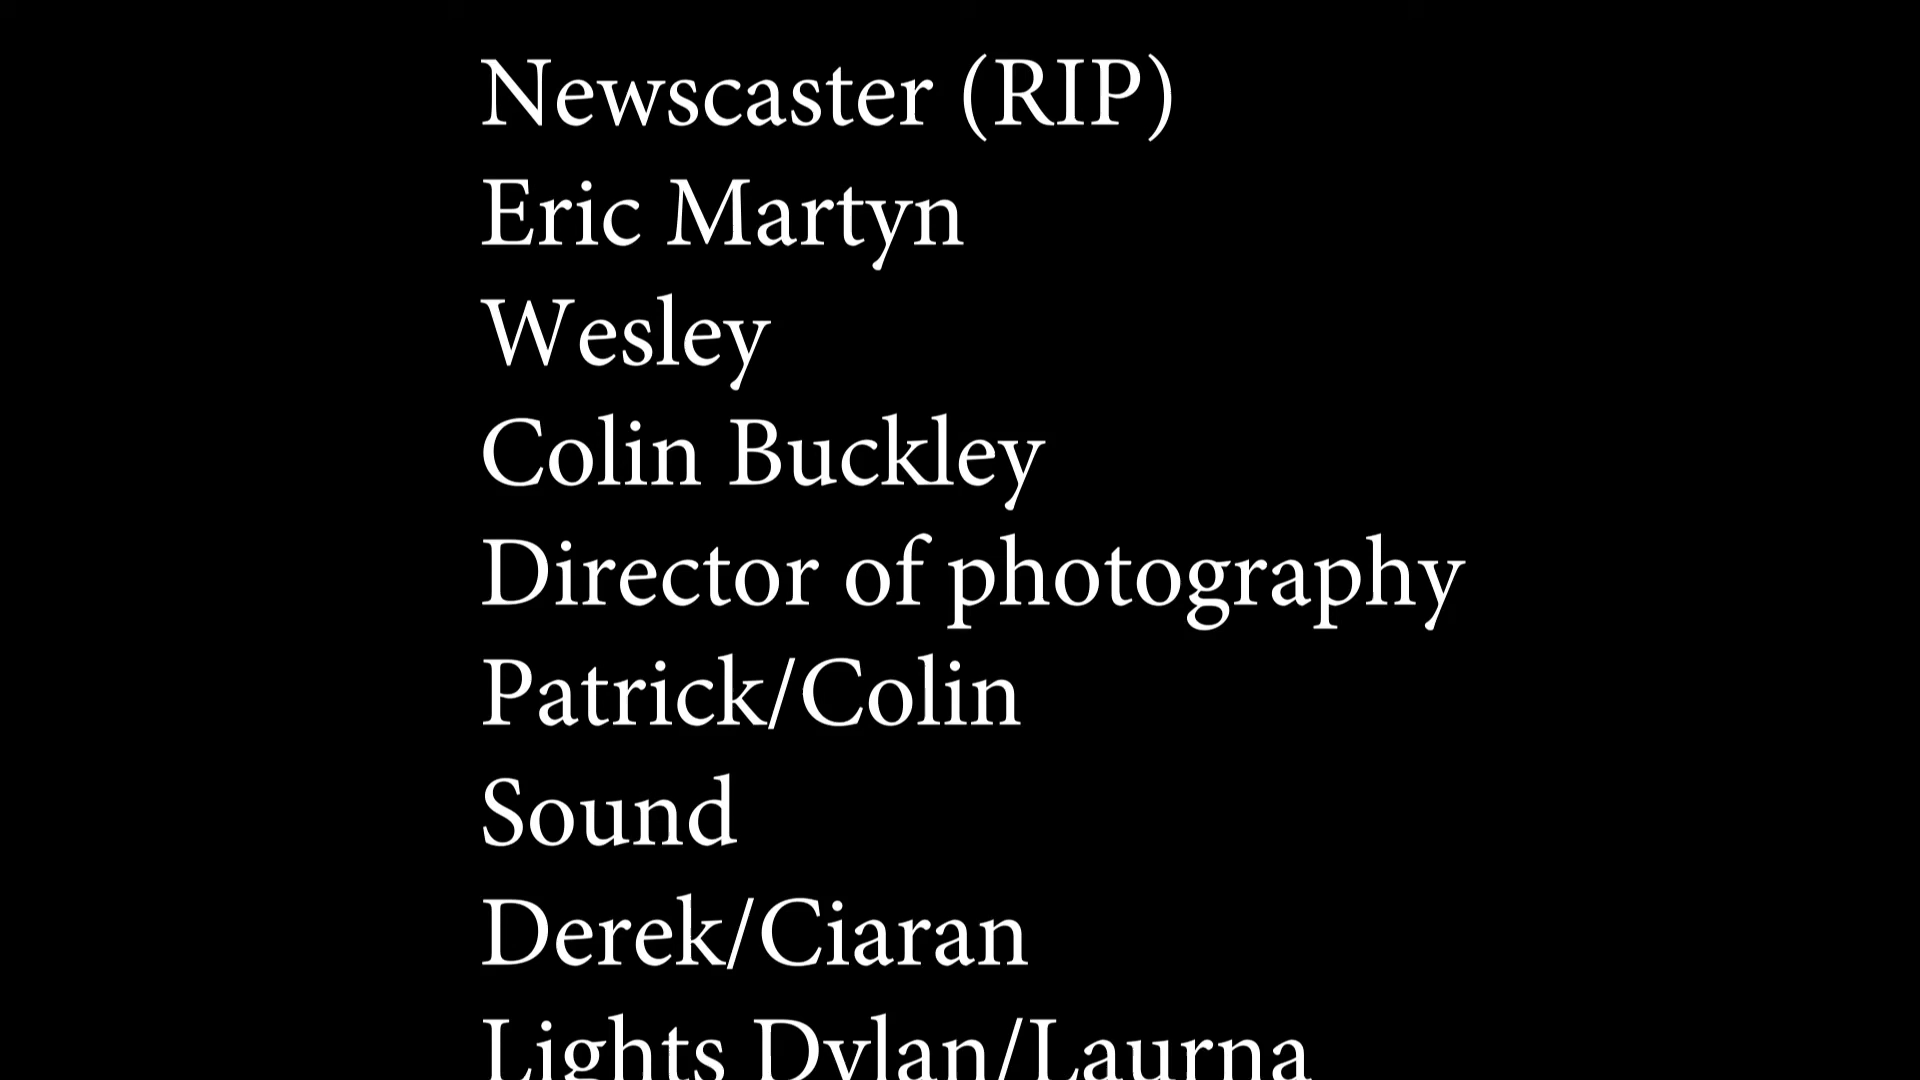 Newscaster (RIP)
Eric Martyn
Wesley
Colin Buckley
Director of photography
Patrick/Colin
Sound
Derek/Ciaran
Lights Dylan/Laurna